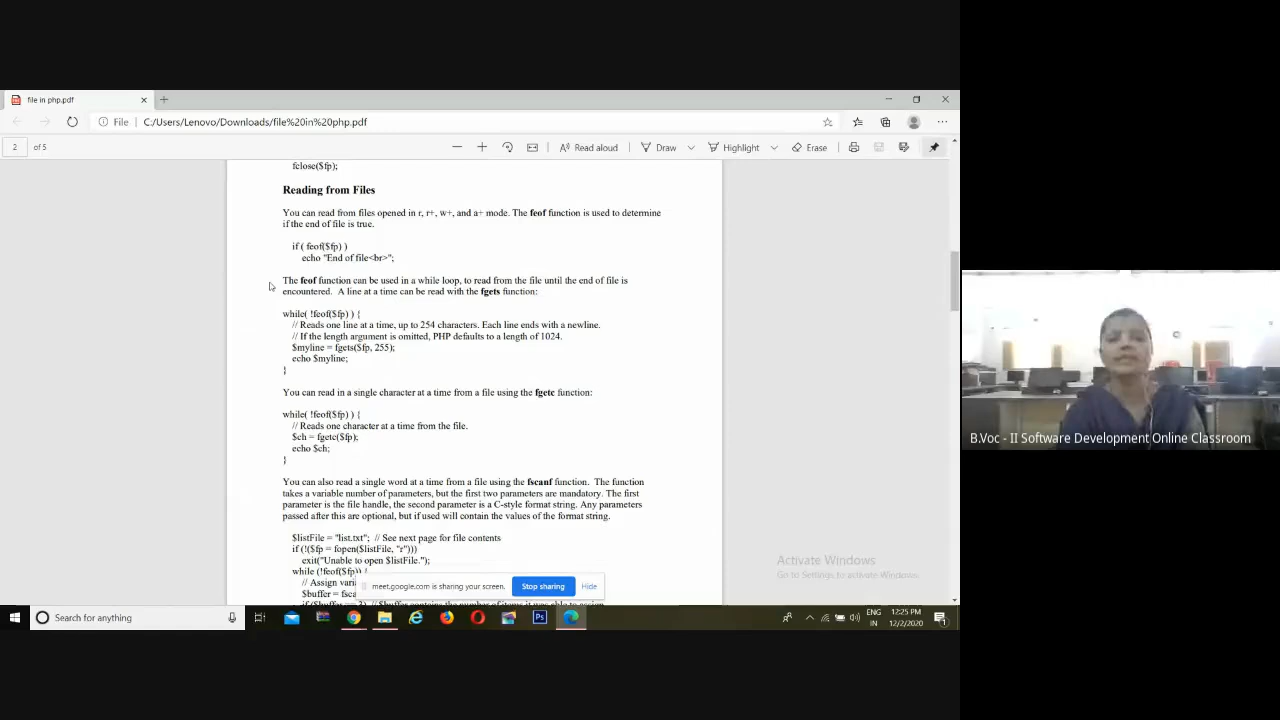 file in php.pdf
File
C:/Users/Lenovo/Downloads/file%20in%20php.pdf
2 of 5
Read aloud
Draw
Highlight
Erase
fclose($fp);
Reading from Files
You can read from files opened in r, r+, w+, and a+ mode. The feof function is used to determine
if the end of file is true.
if ( feof($fp) )
echo "End of file<br>";
The feof function can be used in a while loop, to read from the file until the end of file is
encountered. A line at a time can be read with the fgets function:
while( !feof($fp) ) {
// Reads one line at a time, up to 254 characters. Each line ends with a newline.
// If the length argument is omitted, PHP defaults to a length of 1024.
$myline = fgets($fp, 255);
echo $myline;
}
You can read in a single character at a time from a file using the fgetc function:
while( !feof($fp) ) {
// Reads one character at a time from the file.
$ch = fgetc($fp);
echo $ch;
}
You can also read a single word at a time from a file using the fscanf function. The function
takes a variable number of parameters, but the first two parameters are mandatory. The first
parameter is the file handle, the second parameter is a C-style format string. Any parameters
passed after this are optional, but if used will contain the values of the format string.
$listFile = "list.txt"; // See next page for file contents
if (!($fp = fopen($listFile, "r")))
exit("Unable to open $listFile.");
while (!feof($fp)) {
// Assign
$buffer =
meet.google.com is sharing your screen.
Stop sharing
Hide
Activate Windows
Go to Settings to activate Windows.
B.Voc - II Software Development Online Classroom
Search for anything
ENG
IN
12:25 PM
12/2/2020